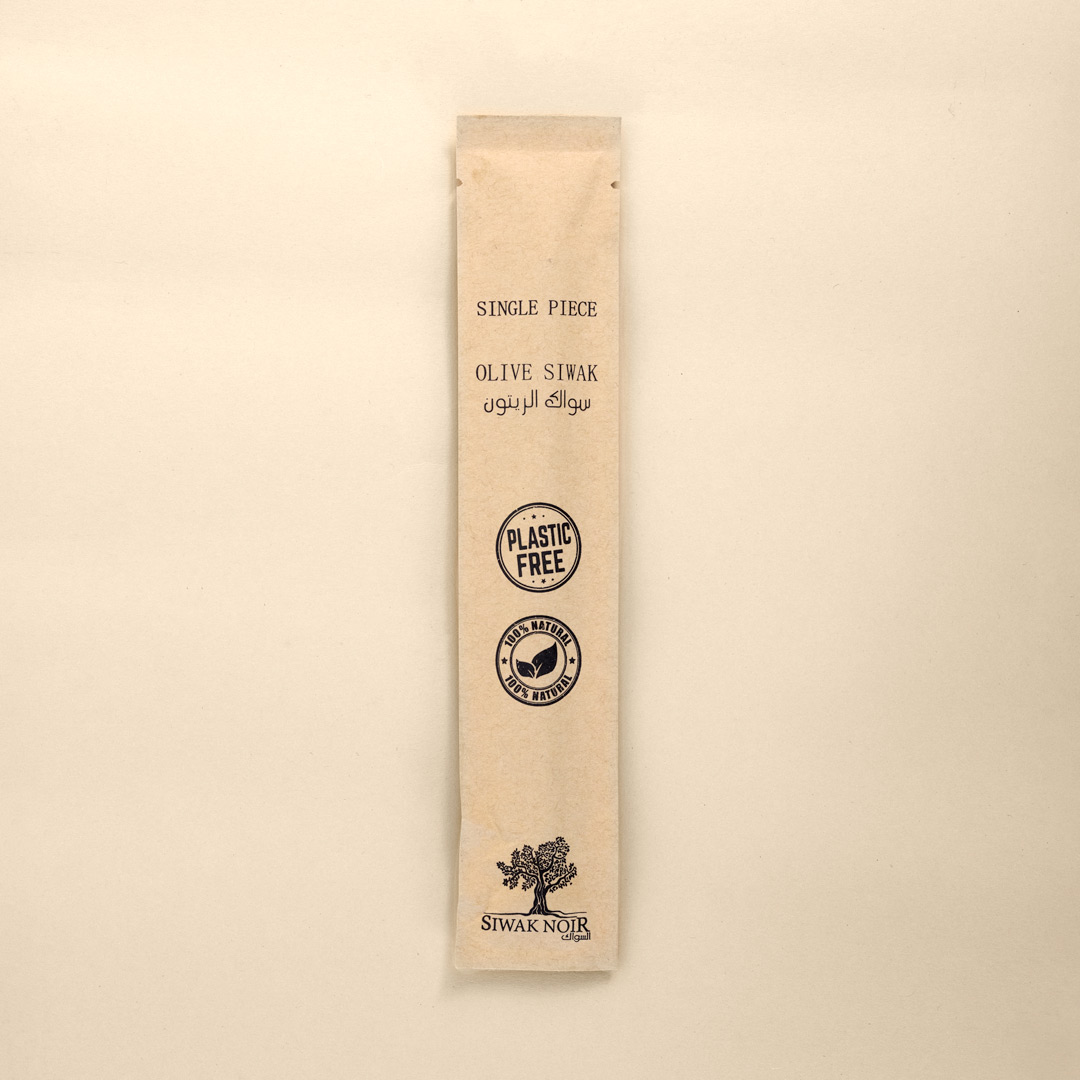 SINGLE PIECE
OLIVE SIWAK
سواك الزيتون
PLASTIC
FREE
100% NATURAL
100% NATURAL
SIWAK NOIR
السواك